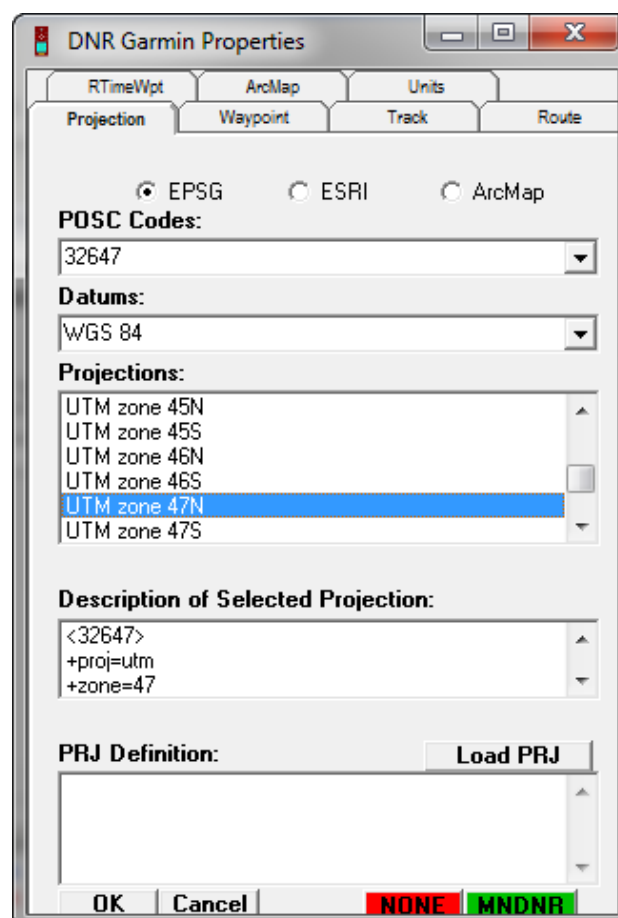 DNR Garmin Properties
RTimeWpt ArcMap Units
Projection Waypoint Track Route
EPSG ESRI ArcMap
POSC Codes:
32647
Datums:
WGS 84
Projections:
UTM zone 45N
UTM zone 45S
UTM zone 46N
UTM zone 46S
UTM zone 47N
UTM zone 47S
Description of Selected Projection:
<32647>
+proj=utm
+zone=47
PRJ Definition: Load PRJ
OK Cancel NONE MNDNR